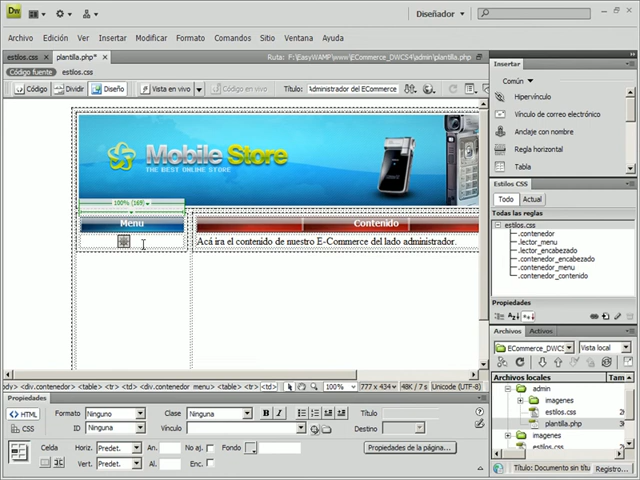 Dw
Diseñador
Archivo Edición Ver Insertar Modificar Formato Comandos Sitio Ventana Ayuda
estilos.css plantilla.php*
Ruta: F:\EasyWAMP\www\ECommerce_DWCS4\admin\plantilla.php
Código fuente estilos.css
Código Dividir Diseño Vista en vivo Código en vivo Título: administrador del ECommerce
Mobile Store
THE BEST ONLINE STORE
100% (169)
Menu Contenido
Acá ira el contenido de nuestro E-Commerce del lado administrador.
<body> <div.contenedor> <table> <tr> <td> <div.contenedor_menu> <table> <tr> <td> 100% 777 x 434 48K / 7 s Unicode (UTF-8)
Propiedades
HTML Formato Ninguno Clase Ninguna B I Título
CSS ID Ninguno Vínculo Destino
Celda Horiz. Predet. An. No aj. Fondo Propiedades de la página...
Vert. Predet. Al. Enc.
Insertar
Común
Hipervínculo
Vínculo de correo electrónico
Anclaje con nombre
Regla horizontal
Tabla
Estilos CSS
Todo Actual
Todas las reglas
estilos.css
.contenedor
.lector_menu
.lector_encabezado
.contenedor_encabezado
.contenedor_menu
.contenedor_contenido
Propiedades
Archivos Activos
ECommerce_DWCS Vista local
Archivos locales Tam
admin
imagenes
estilos.css
plantilla.php
imagenes
estilos.css
Título: Documento sin títu Registro...